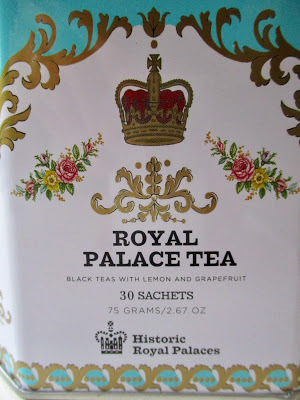 ROYAL
PALACE TEA
BLACK TEAS WITH LEMON AND GRAPEFRUIT
30 SACHETS
75 GRAMS/2.67 OZ
Historic
Royal Palaces